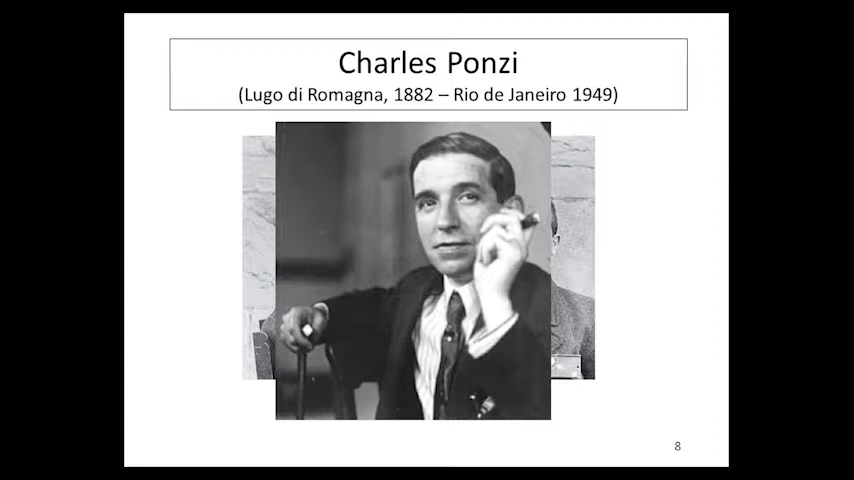 Charles Ponzi
(Lugo di Romagna, 1882 – Rio de Janeiro 1949)
8